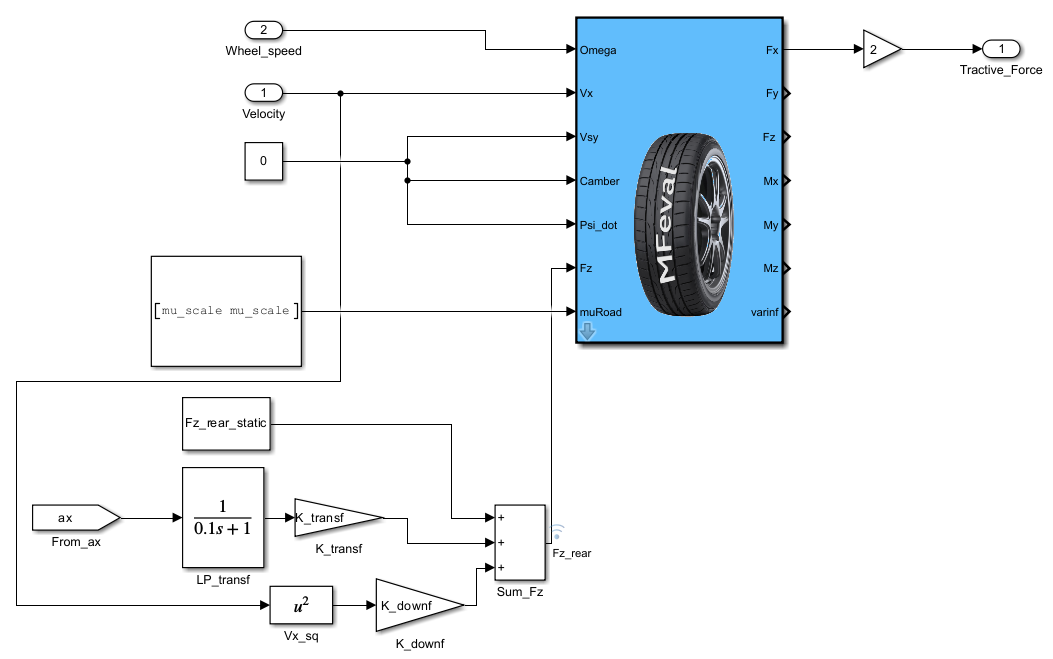 2
Wheel_speed
1
Velocity
0
[mu_scale mu_scale]
Omega
Vx
Vsy
Camber
Psi_dot
Fz
muRoad
MFeval
Fx
Fy
Fz
Mx
My
Mz
varinf
2
1
Tractive_Force
Fz_rear_static
ax
From_ax
1
0.1s + 1
LP_transf
K_transf
K_transf
u²
Vx_sq
K_downf
K_downf
+
+
+
Sum_Fz
Fz_rear